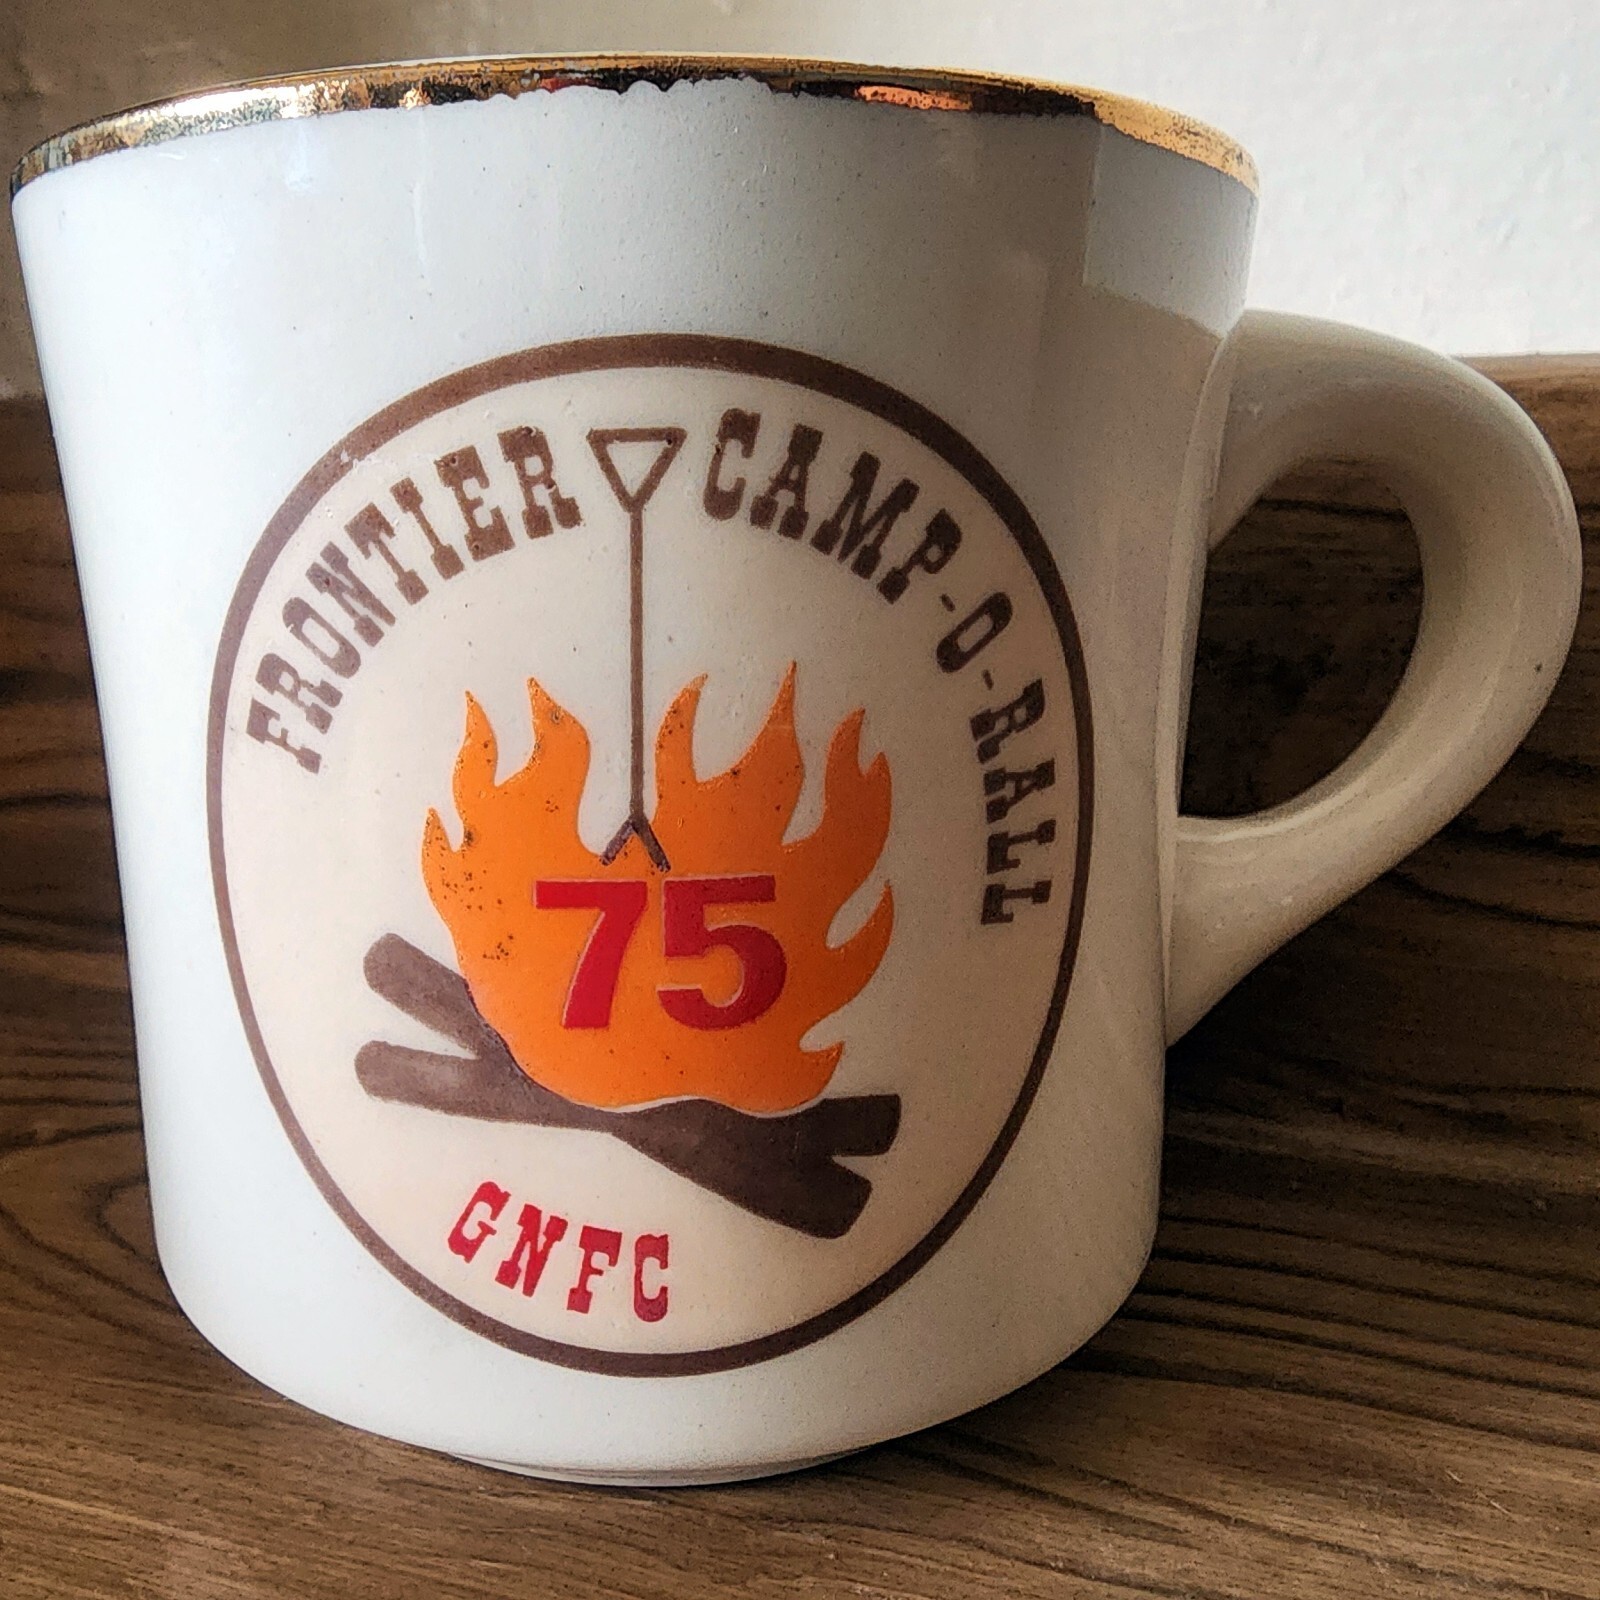 FRONTIER CAMP-O-RALL
75
GNFC